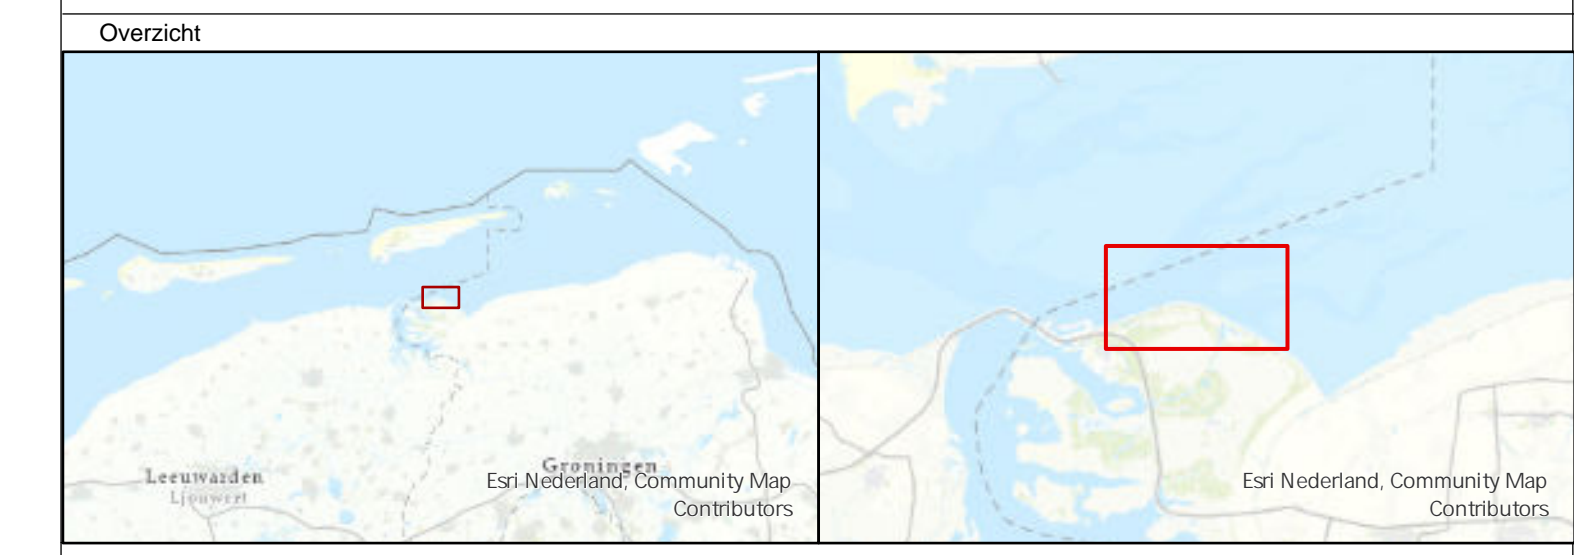 Overzicht
Leeuwarden
Ljouwert
Groningen
Esri Nederland, Community Map
Contributors
Esri Nederland, Community Map
Contributors